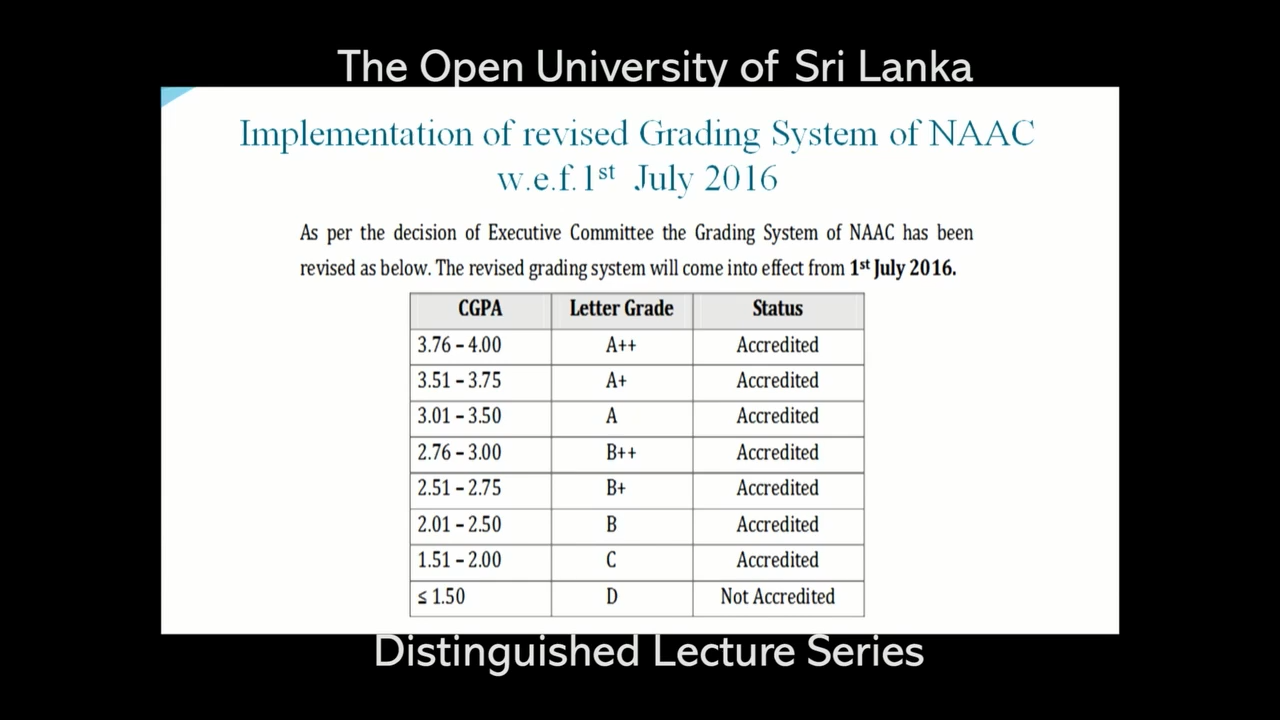 The Open University of Sri Lanka
Implementation of revised Grading System of NAAC
w.e.f.1st July 2016
As per the decision of Executive Committee the Grading System of NAAC has been
revised as below. The revised grading system will come into effect from 1st July 2016.
CGPA Letter Grade Status
3.76 – 4.00 A++ Accredited
3.51 – 3.75 A+ Accredited
3.01 – 3.50 A Accredited
2.76 – 3.00 B++ Accredited
2.51 – 2.75 B+ Accredited
2.01 – 2.50 B Accredited
1.51 – 2.00 C Accredited
≤ 1.50 D Not Accredited
Distinguished Lecture Series